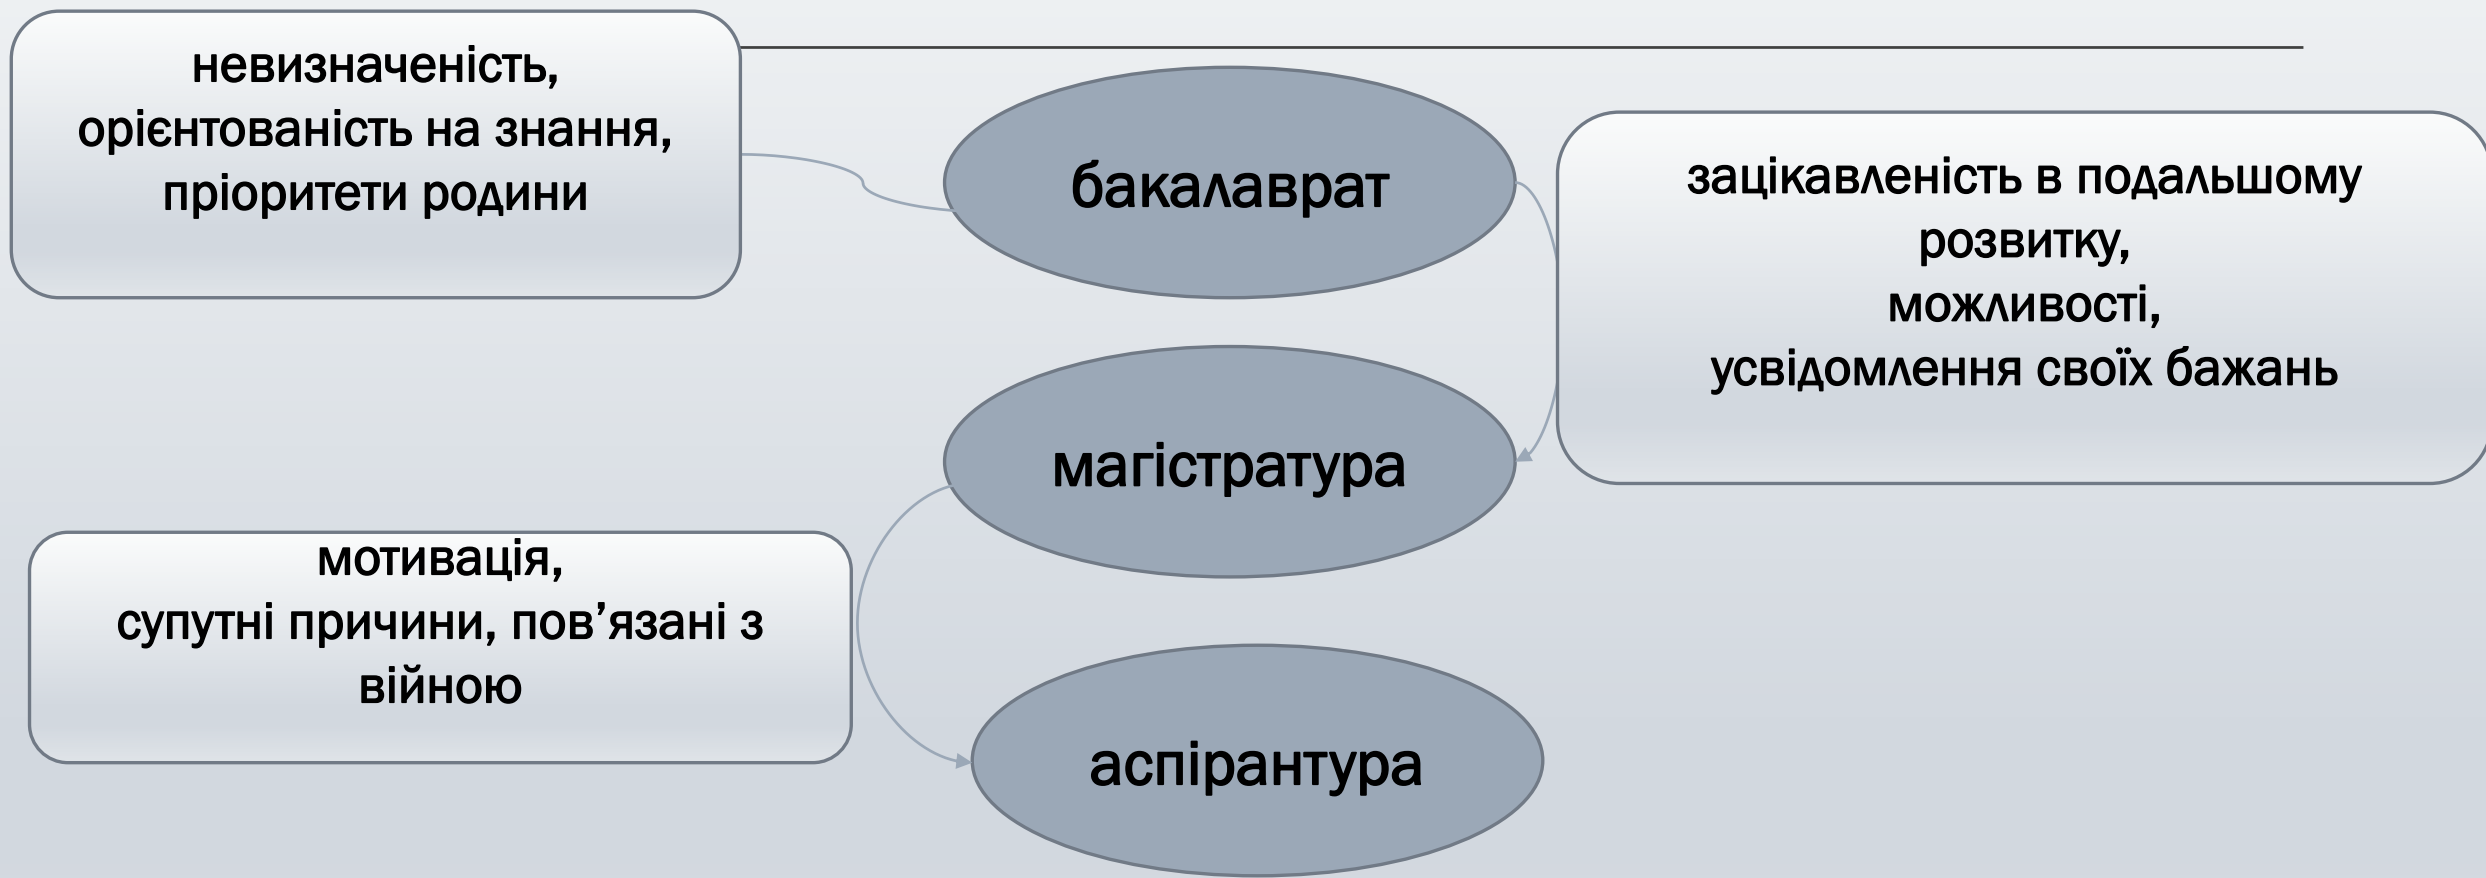 невизначеність,
орієнтованість на знання,
пріоритети родини
бакалаврат
зацікавленість в подальшому
розвитку,
можливості,
усвідомлення своїх бажань
магістратура
мотивація,
супутні причини, пов’язані з
війною
аспірантура